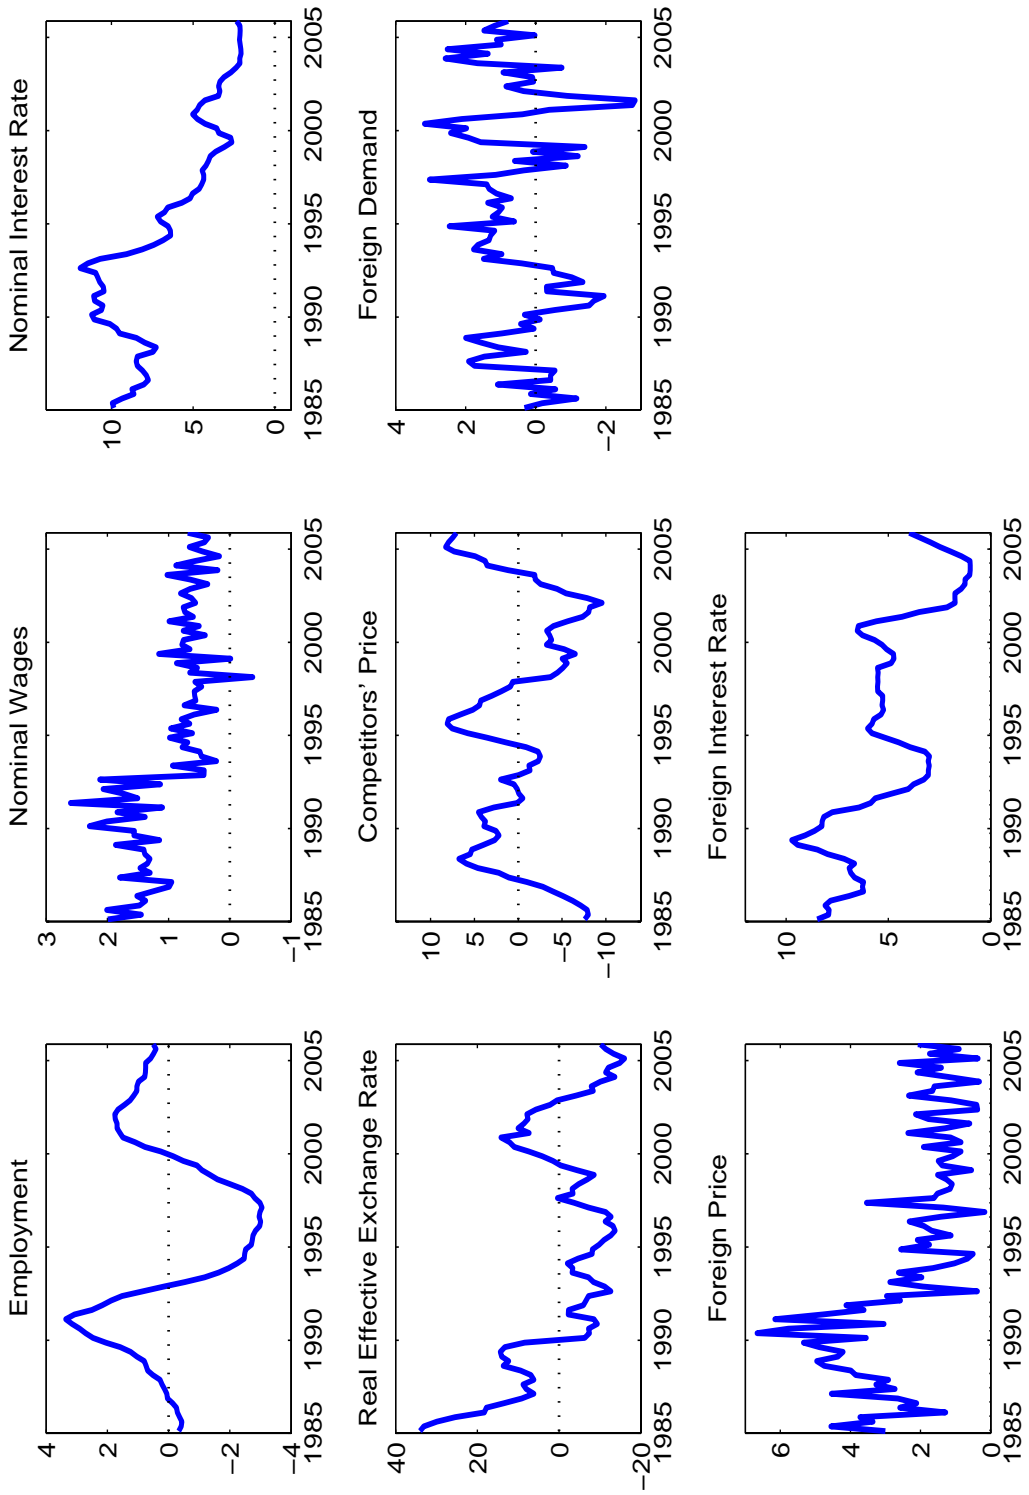 Employment
4
2
0
−2
−4
1985 1990 1995 2000 2005
Nominal Wages
3
2
1
0
−1
1985 1990 1995 2000 2005
Nominal Interest Rate
10
5
0
1985 1990 1995 2000 2005
Real Effective Exchange Rate
40
20
0
−20
1985 1990 1995 2000 2005
Competitors' Price
10
5
0
−5
−10
1985 1990 1995 2000 2005
Foreign Demand
4
2
0
−2
1985 1990 1995 2000 2005
Foreign Price
6
4
2
0
1985 1990 1995 2000 2005
Foreign Interest Rate
10
5
0
1985 1990 1995 2000 2005